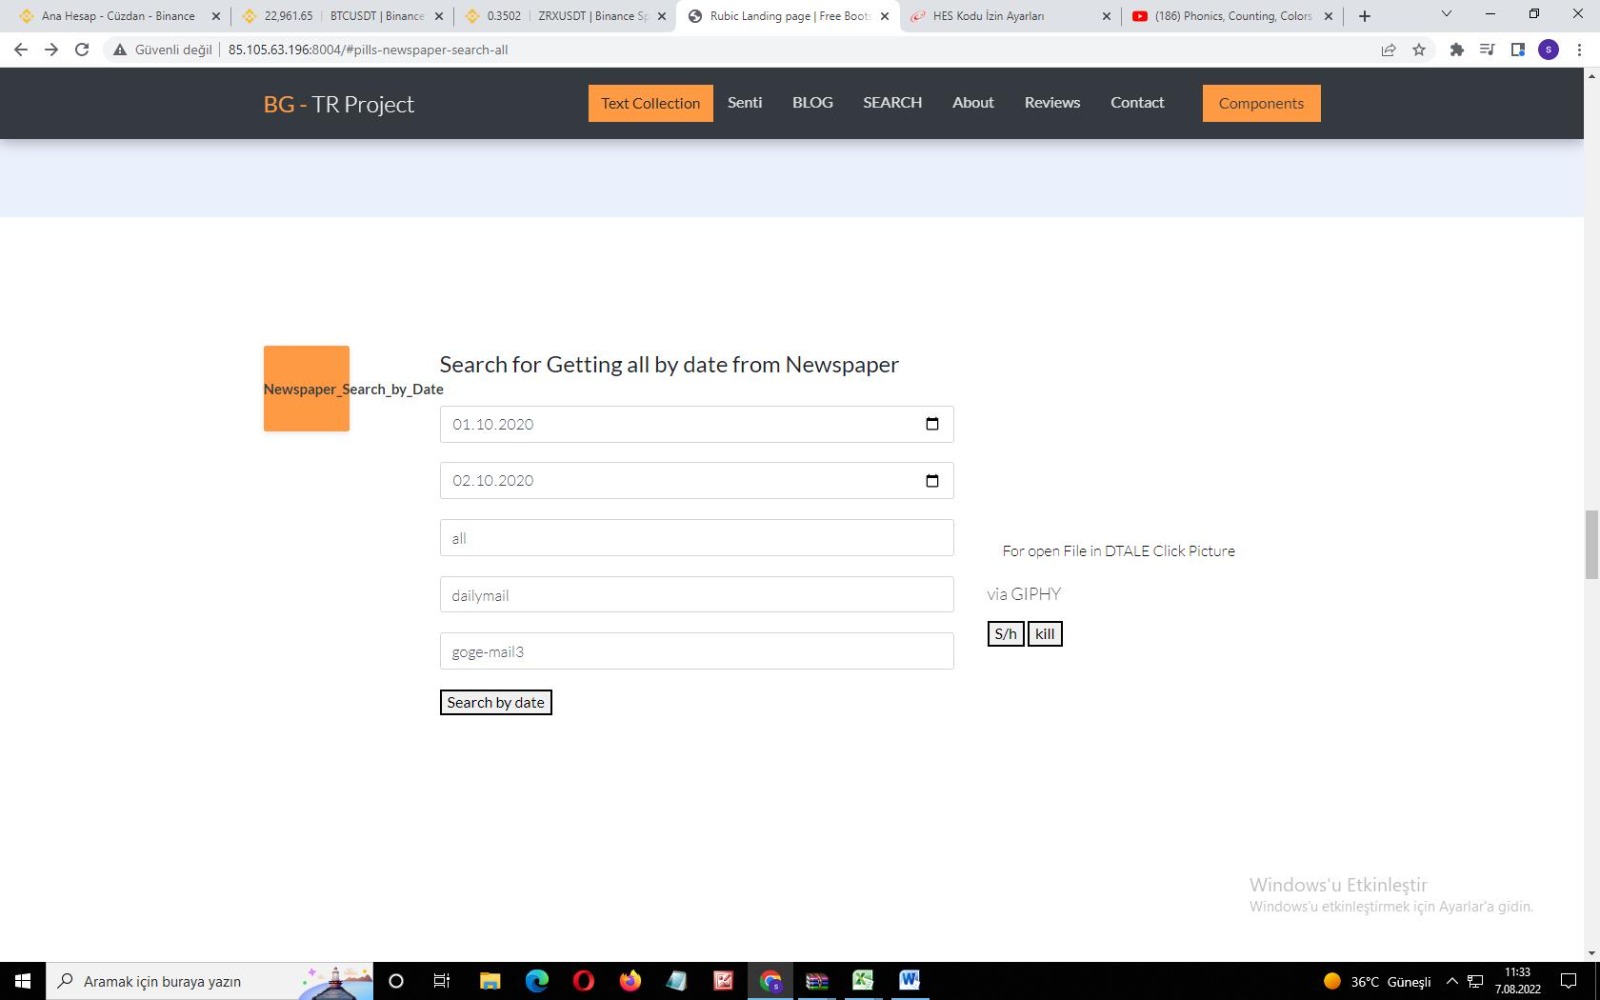 Ana Hesap - Cüzdan - Binance
22,961.65 | BTCUSDT | Binance
0.3502 | ZRXUSDT | Binance Sp
Rubic Landing page | Free Boots
HES Kodu İzin Ayarları
(186) Phonics, Counting, Colors
Güvenli değil
85.105.63.196:8004/#pills-newspaper-search-all
S
BG - TR Project
Text Collection
Senti
BLOG
SEARCH
About
Reviews
Contact
Components
Newspaper_Search_by_Date
Search for Getting all by date from Newspaper
01.10.2020
02.10.2020
all
dailymail
goge-mail3
Search by date
For open File in DTALE Click Picture
via GIPHY
S/h kill
Windows'u Etkinleştir
Windows'u etkinleştirmek için Ayarlar'a gidin.
Aramak için buraya yazın
36°C Güneşli
11:33
7.08.2022